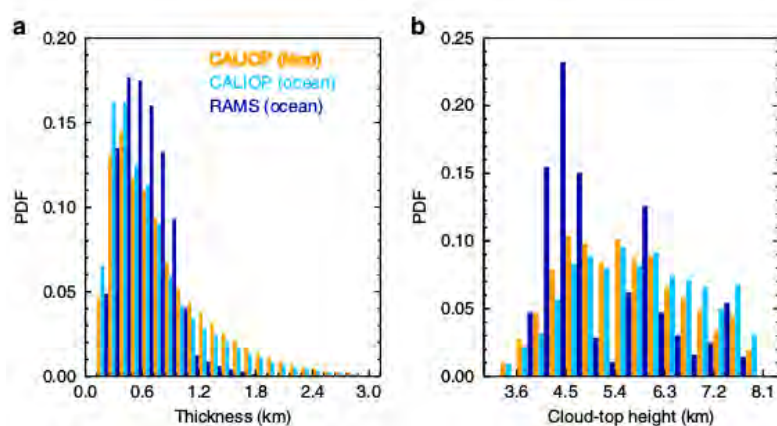 a
b
0.20
0.15
0.10
0.05
0.00
PDF
CALIOP (land)
CALIOP (ocean)
RAMS (ocean)
0.0 0.6 1.2 1.8 2.4 3.0
Thickness (km)
0.25
0.20
0.15
0.10
0.05
0.00
PDF
3.6 4.5 5.4 6.3 7.2 8.1
Cloud-top height (km)